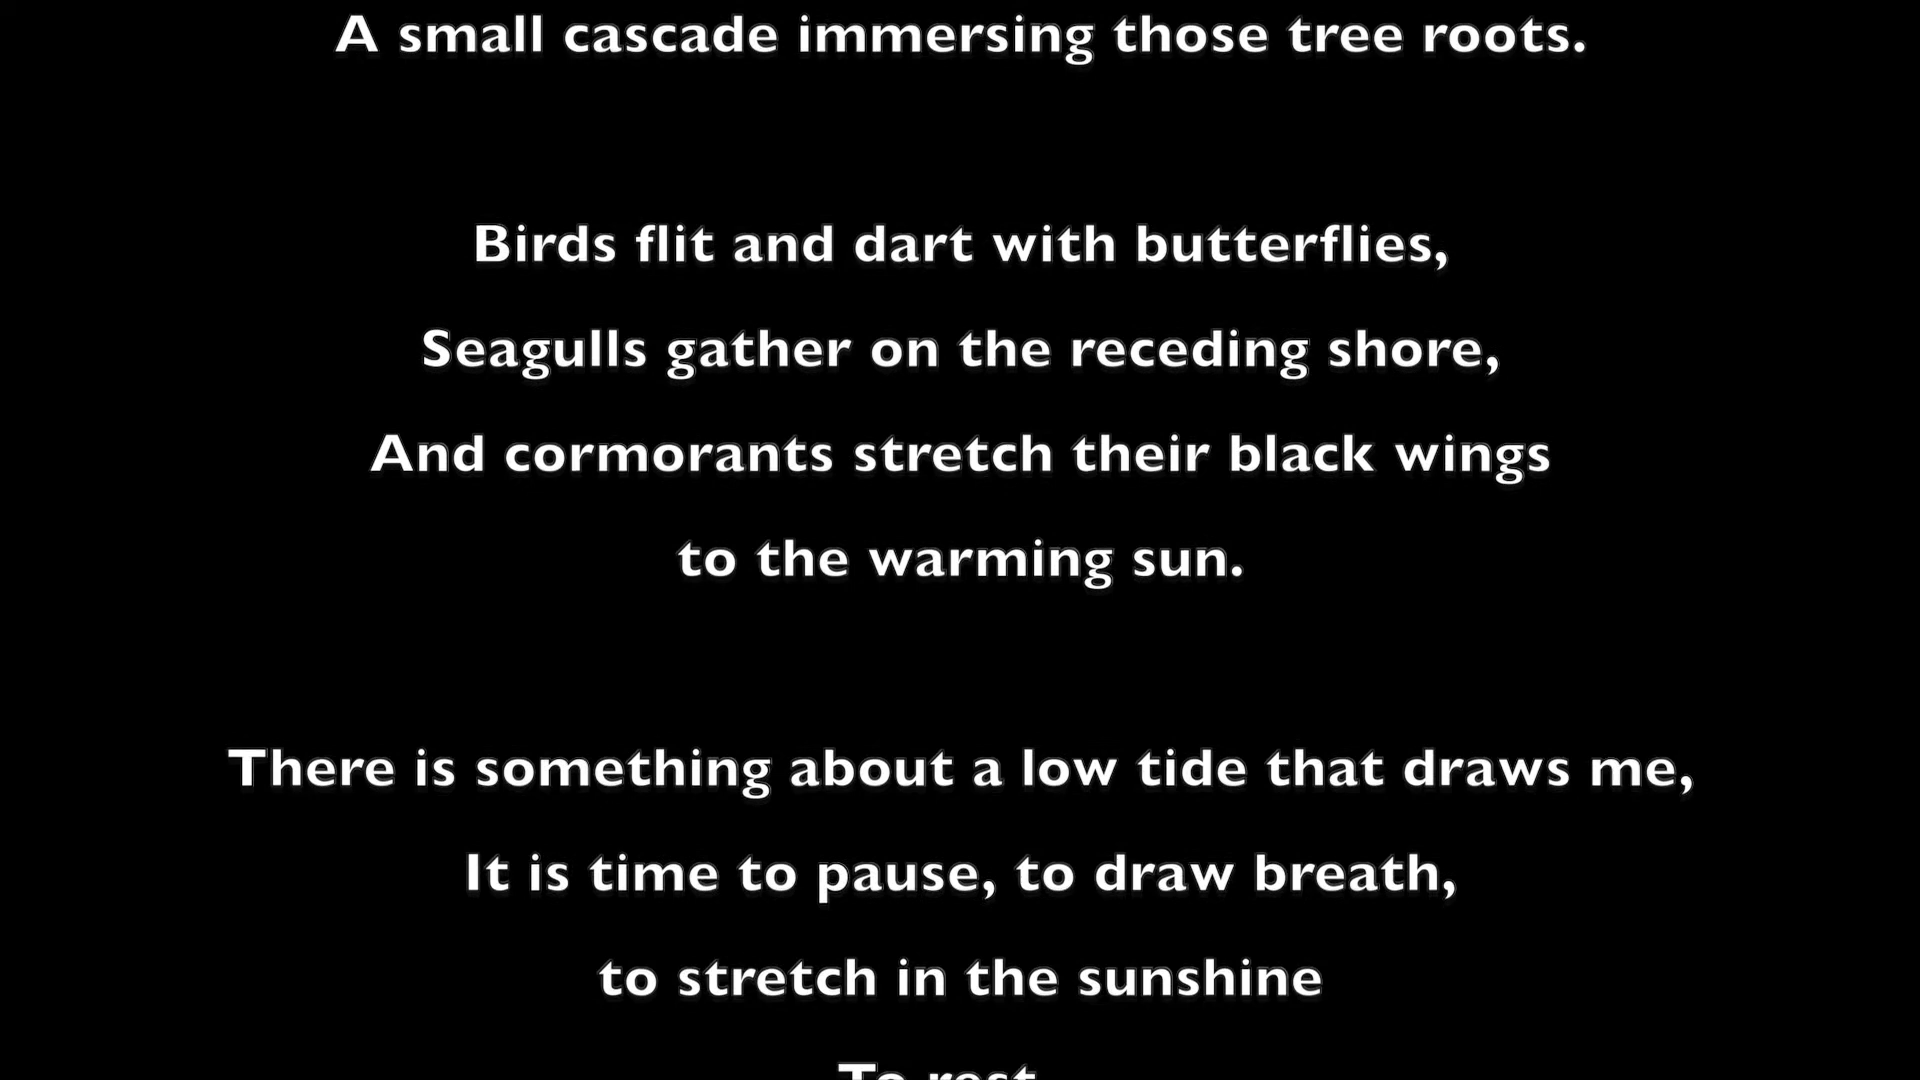 A small cascade immersing those tree roots.
Birds flit and dart with butterflies,
Seagulls gather on the receding shore,
And cormorants stretch their black wings
to the warming sun.
There is something about a low tide that draws me,
It is time to pause, to draw breath,
to stretch in the sunshine
To rest